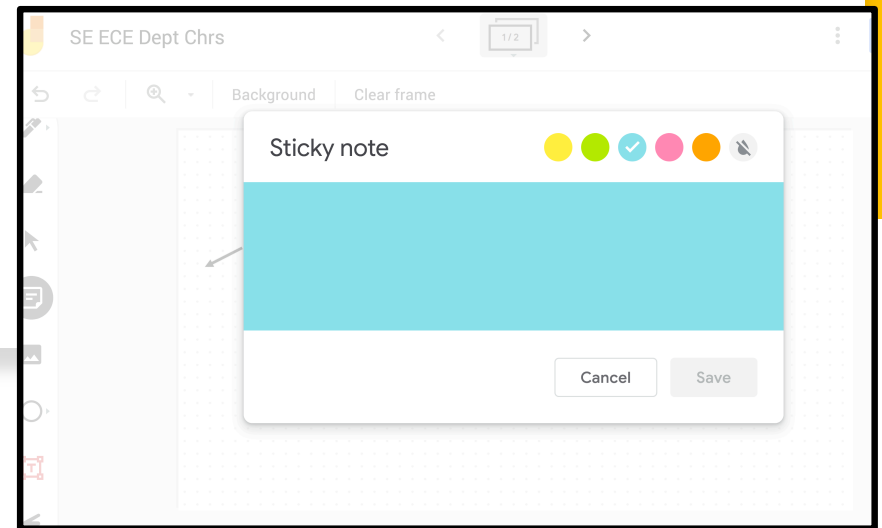 SE ECE Dept Chrs
1/2
Background Clear frame
Sticky note
Cancel Save
T